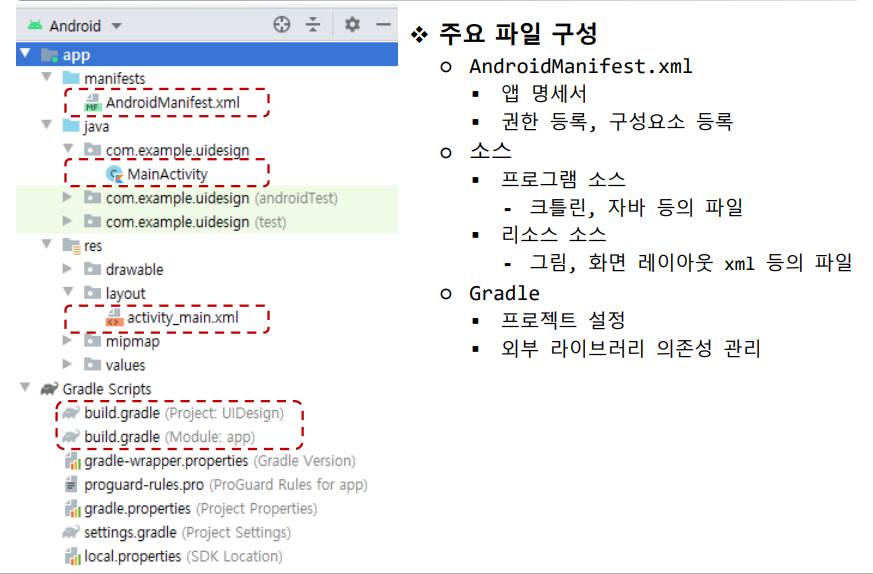 Android
app
manifests
AndroidManifest.xml
java
com.example.uidesign
MainActivity
com.example.uidesign (androidTest)
com.example.uidesign (test)
res
drawable
layout
activity_main.xml
mipmap
values
Gradle Scripts
build.gradle (Project: UIDesign)
build.gradle (Module: app)
gradle-wrapper.properties (Gradle Version)
proguard-rules.pro (ProGuard Rules for app)
gradle.properties (Project Properties)
settings.gradle (Project Settings)
local.properties (SDK Location)
❖ 주요 파일 구성
○ AndroidManifest.xml
▪ 앱 명세서
▪ 권한 등록, 구성요소 등록
○ 소스
▪ 프로그램 소스
- 크틀린, 자바 등의 파일
▪ 리소스 소스
- 그림, 화면 레이아웃 xml 등의 파일
○ Gradle
▪ 프로젝트 설정
▪ 외부 라이브러리 의존성 관리